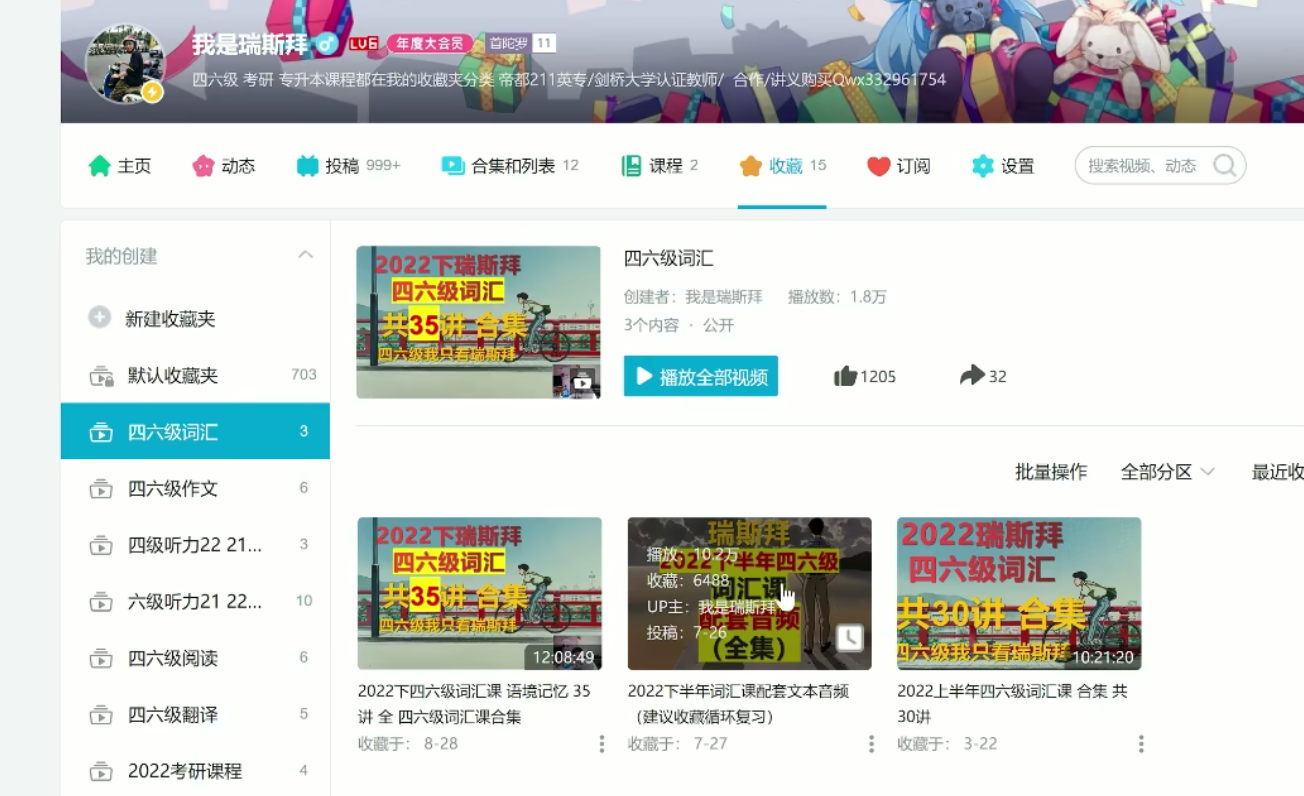 我是瑞斯拜 LV6 年度大会员 首陀罗 11
四六级 考研 专升本课程都在我的收藏夹分类 帝都211英专/剑桥大学认证教师/ 合作/讲义购买Qwx332961754
主页 动态 投稿 999+ 合集和列表 12 课程 2 收藏 15 订阅 设置 搜索视频、动态
我的创建
新建收藏夹
默认收藏夹 703
四六级词汇 3
四六级作文 6
四级听力22 21... 3
六级听力21 22... 10
四六级阅读 6
四六级翻译 5
2022考研课程 4
2022下瑞斯拜
四六级词汇
共35讲 合集
四六级我只看瑞斯拜
四六级词汇
创建者：我是瑞斯拜 播放数：1.8万
3个内容 · 公开
播放全部视频 1205 32
批量操作 全部分区 最近收
2022下瑞斯拜
四六级词汇
共35讲 合集
四六级我只看瑞斯拜
12:08:49
2022下四六级词汇课 语境记忆 35
讲 全 四六级词汇课合集
收藏于： 8-28
瑞斯拜
2022下半年四六级
词汇课
配套音频
（全集）
播放：10.2万
收藏：6488
UP主：我是瑞斯拜
投稿：7-26
2022下半年词汇课配套文本音频
（建议收藏循环复习）
收藏于： 7-27
2022瑞斯拜
四六级词汇
共30讲 合集
四六级我只看瑞斯拜
10:21:20
2022上半年四六级词汇课 合集 共
30讲
收藏于： 3-22